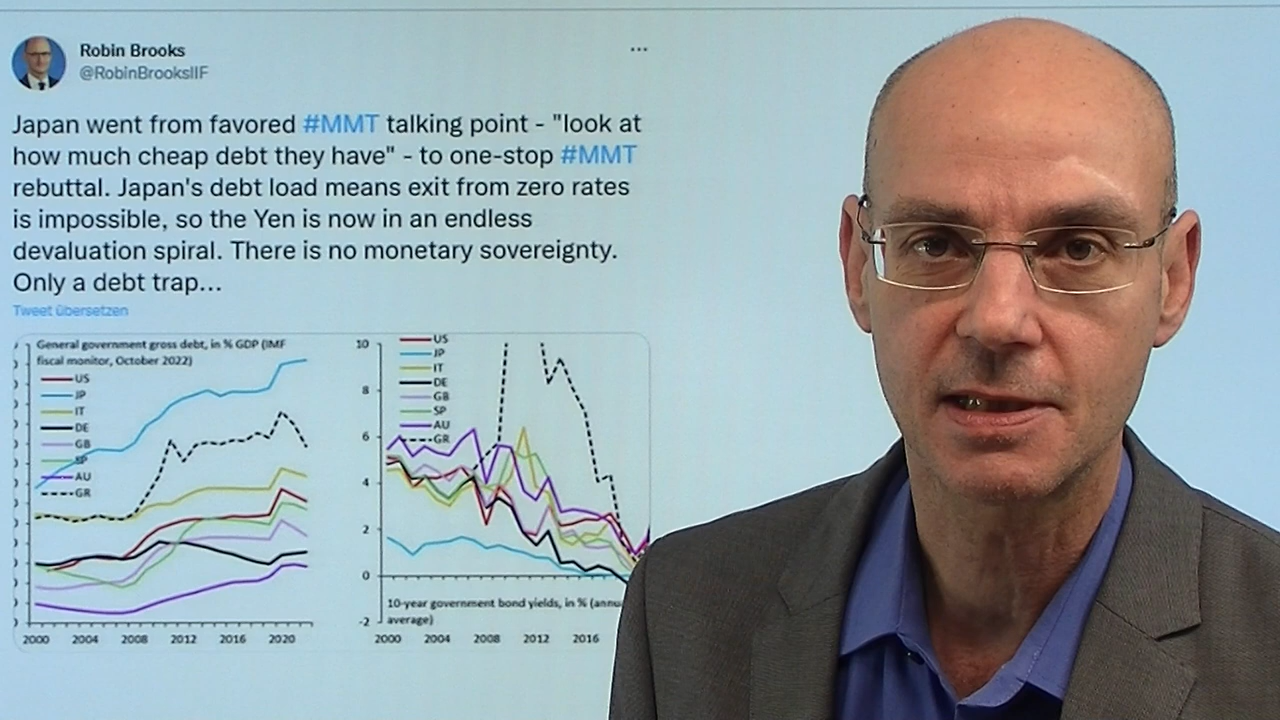 Robin Brooks
@RobinBrooksIIF
...
Japan went from favored #MMT talking point - "look at
how much cheap debt they have" - to one-stop #MMT
rebuttal. Japan's debt load means exit from zero rates
is impossible, so the Yen is now in an endless
devaluation spiral. There is no monetary sovereignty.
Only a debt trap...
Tweet übersetzen
General government gross debt, in % GDP (IMF
fiscal monitor, October 2022)
US
JP
IT
DE
GB
SP
AU
GR
2000 2004 2008 2012 2016 2020
10
8
6
4
2
0
-2
US
JP
IT
DE
GB
SP
AU
GR
10-year government bond yields, in %
average)
2000 2004 2008 2012 2016